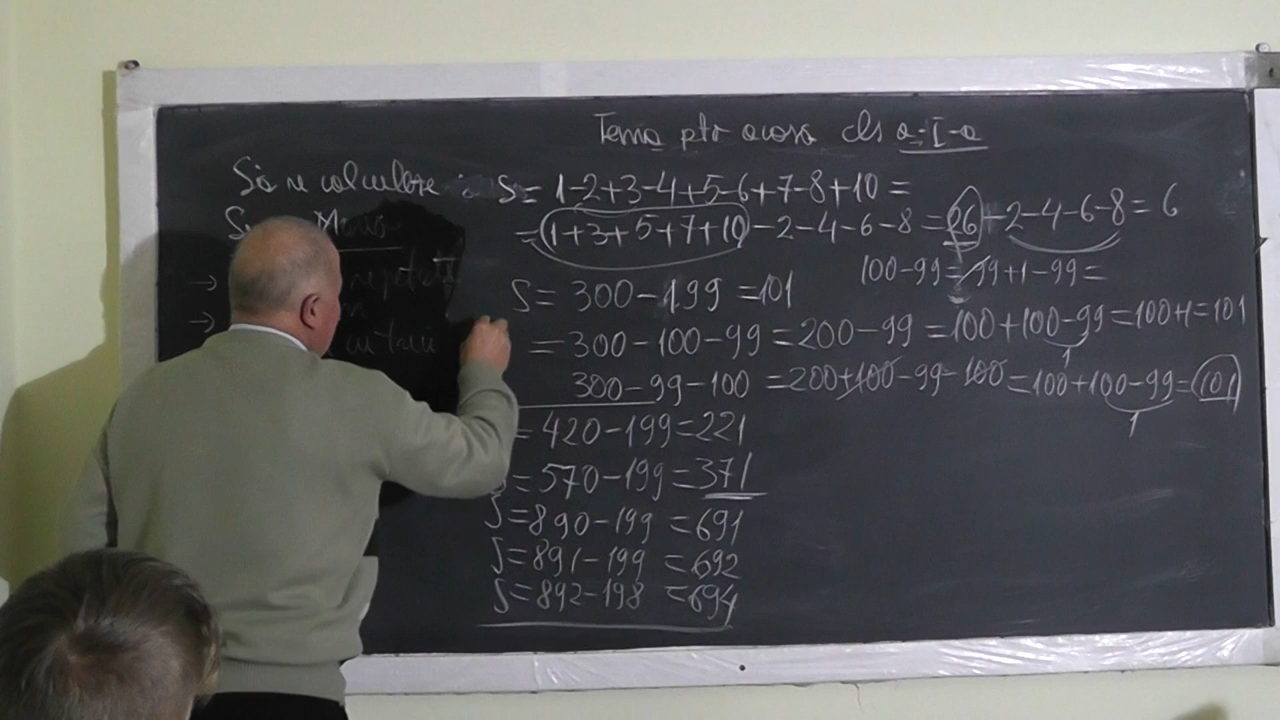 Tema ptr acasa cls a-I-a
Să se calculeze : S = 1-2+3-4+5-6+7-8+10 =
= (1+3+5+7+10) - 2-4-6-8 = 26 - 2-4-6-8 = 6
100-99 = 99+1-99 =
S = 300-199 = 101
= 300-100-99 = 200-99 = 100+100-99 = 100+1 = 101
1
300-99-100 = 200+100-99-100 = 100+100-99 = 101
1
= 420-199 = 221
= 570-199 = 371
S = 890-199 = 691
S = 891-199 = 692
S = 892-198 = 694